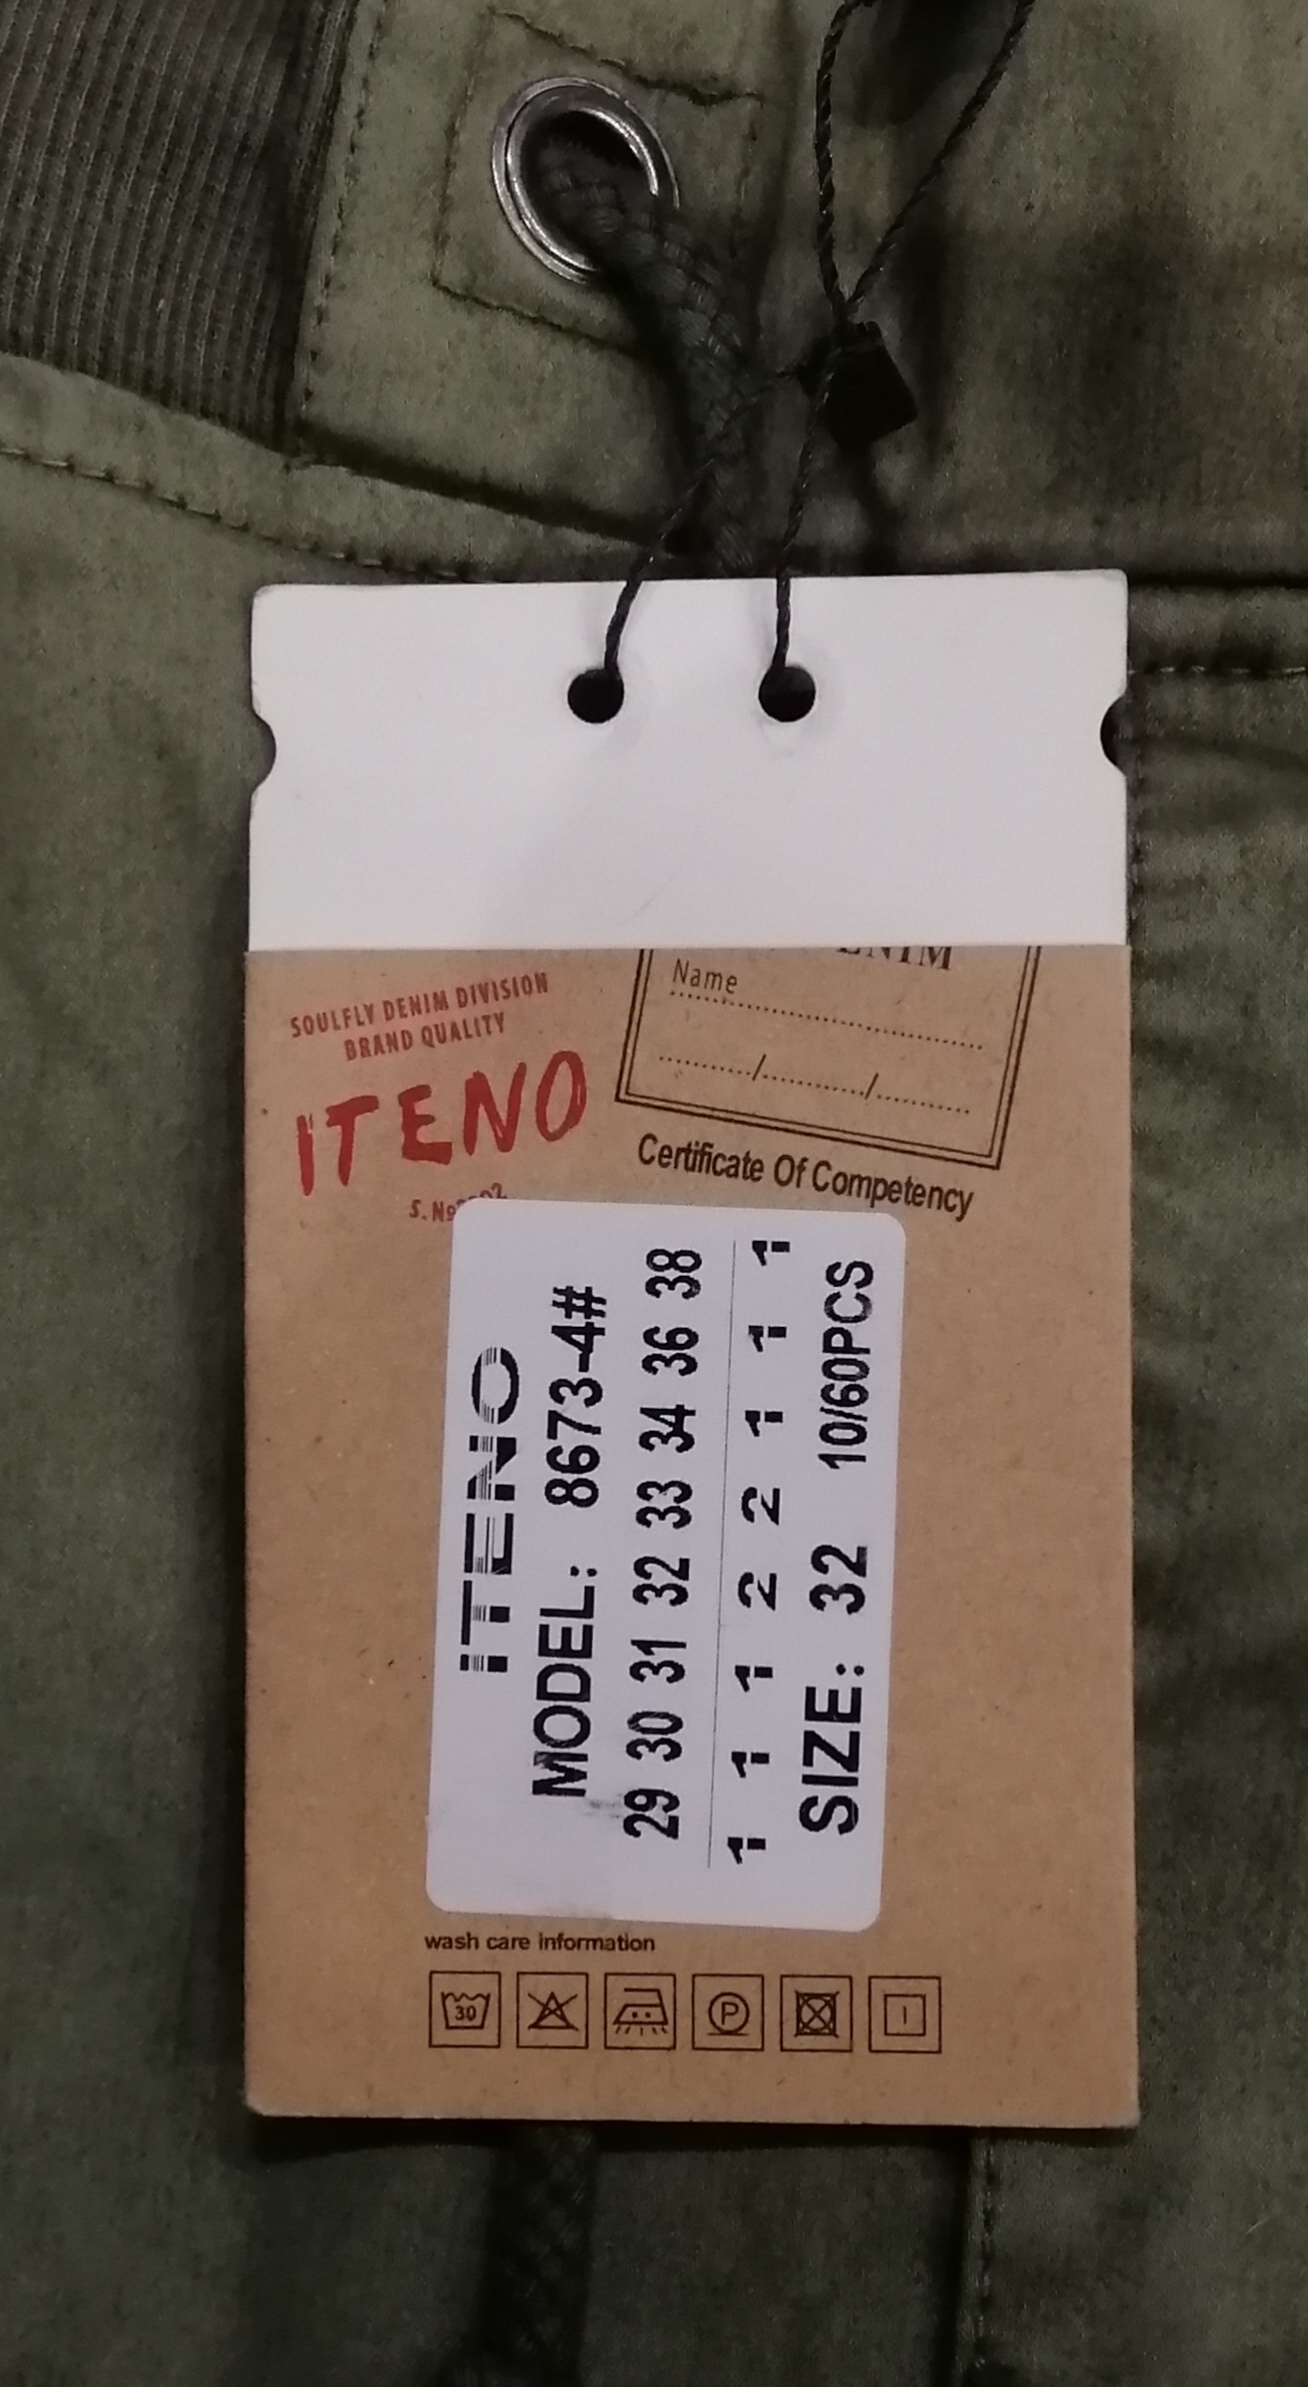 ENIM
Name
SOULFLY DENIM DIVISION
BRAND QUALITY
ITENO
Certificate Of Competency
S. №
iTENO
MODEL: 8673-4#
29 30 31 32 33 34 36 38
1 1 1 2 2 1 1 1
SIZE: 32 10/60PCS
wash care information
30
P